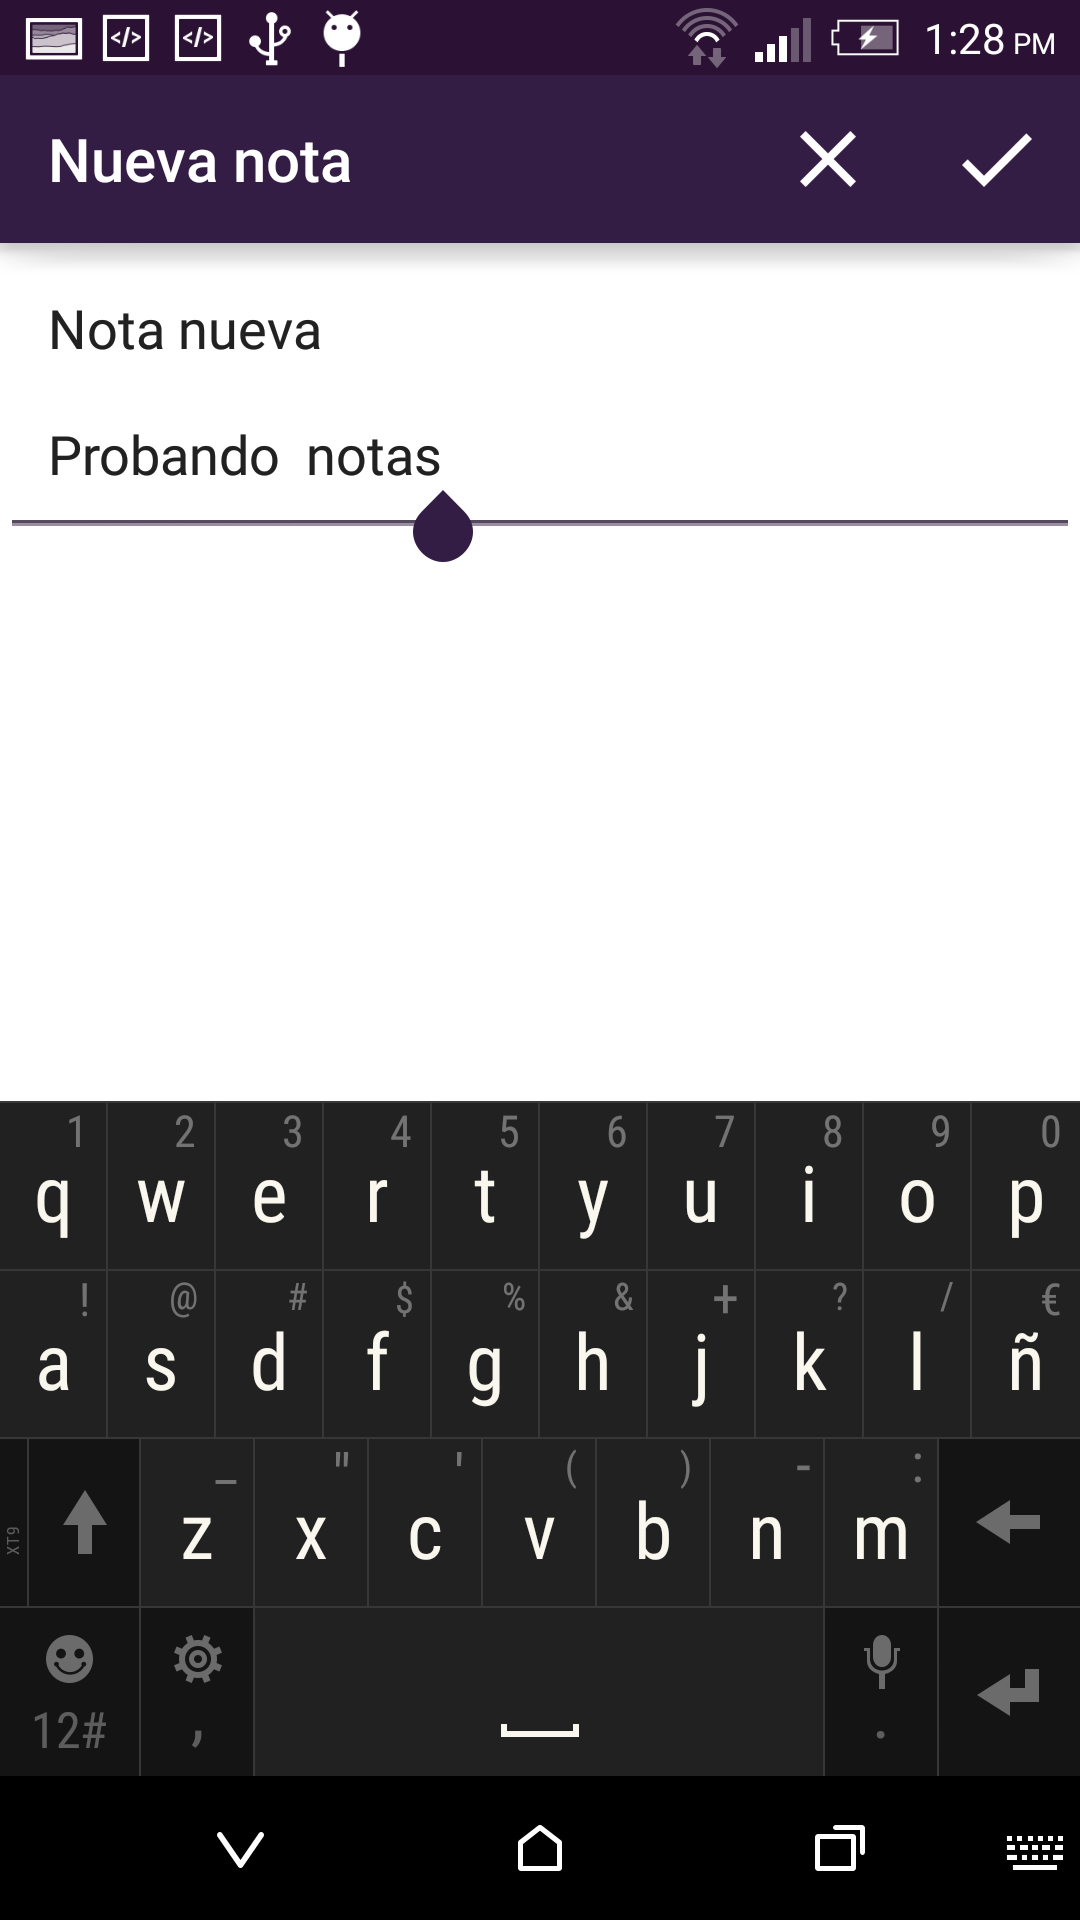 1:28 PM
Nueva nota
Nota nueva
Probando  notas
1 2 3 4 5 6 7 8 9 0
q w e r t y u i o p
! @ # $ % & + ? / €
a s d f g h j k l ñ
_ " ' ( ) - :
XT9 z x c v b n m
12# , .